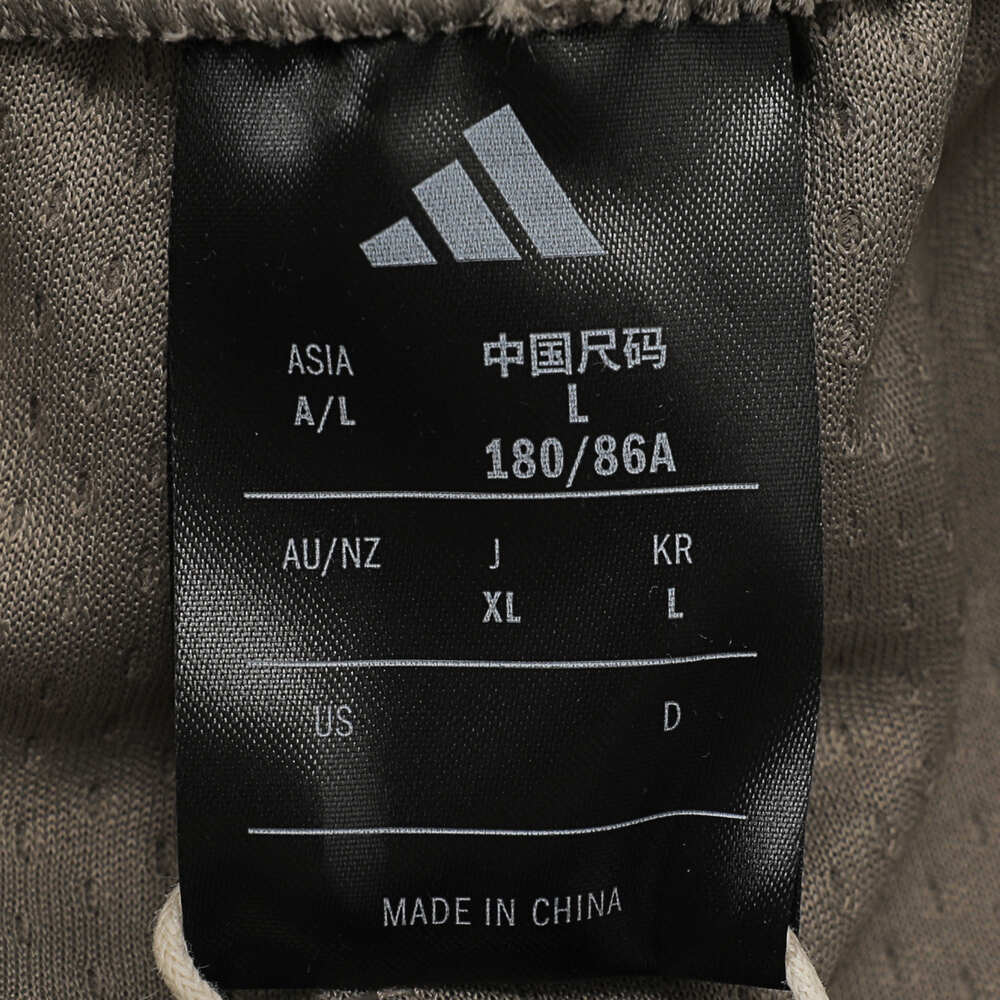 ASIA 中国尺码
A/L L
180/86A
AU/NZ J KR
XL L
US D
MADE IN CHINA